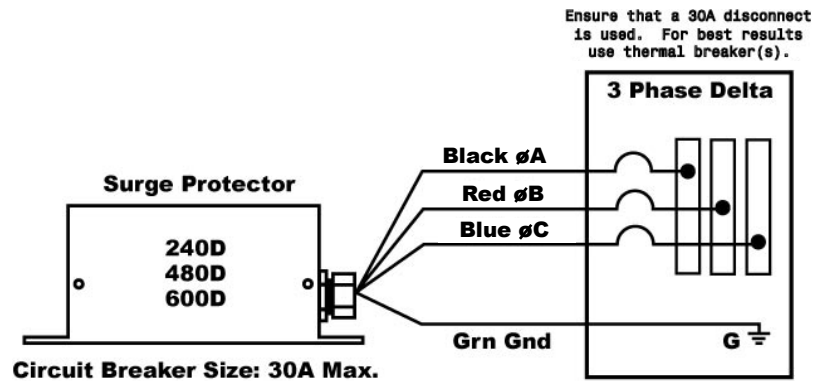 Ensure that a 30A disconnect
is used. For best results
use thermal breaker(s).
3 Phase Delta
Black øA
Red øB
Blue øC
Surge Protector
240D
480D
600D
Grn Gnd
G
Circuit Breaker Size: 30A Max.